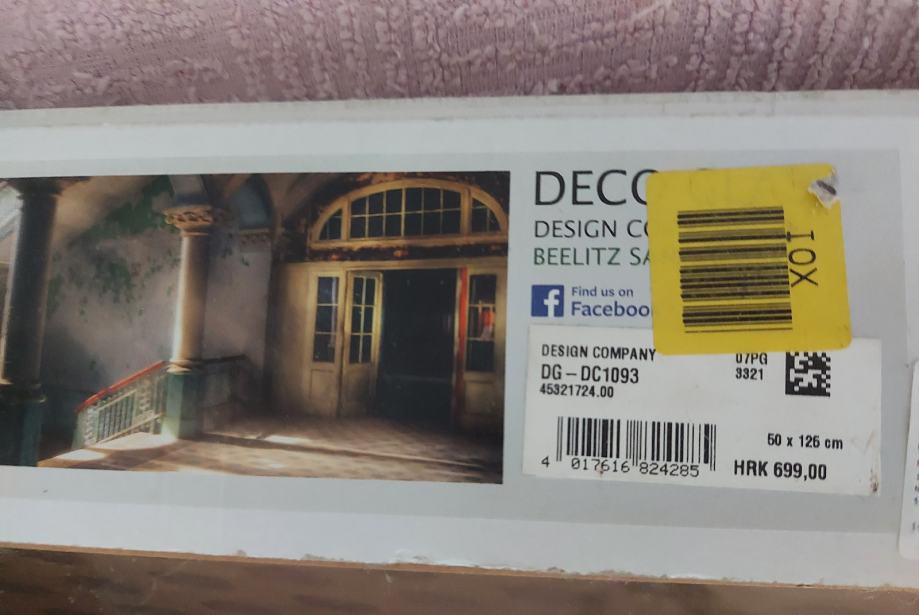 DECO
DESIGN CO
BEELITZ SA
Find us on
Facebook
IOX
DESIGN COMPANY
DG-DC1093
45321724.00
07PG
3321
50 x 125 cm
4 017616 824285
HRK 699,00